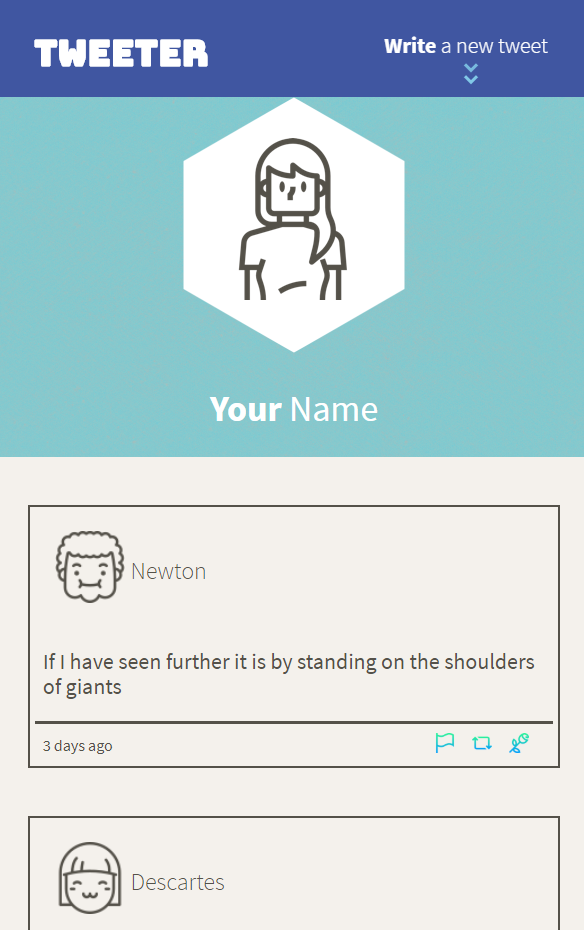 TWEETER
Write a new tweet
Your Name
Newton
If I have seen further it is by standing on the shoulders
of giants
3 days ago
Descartes